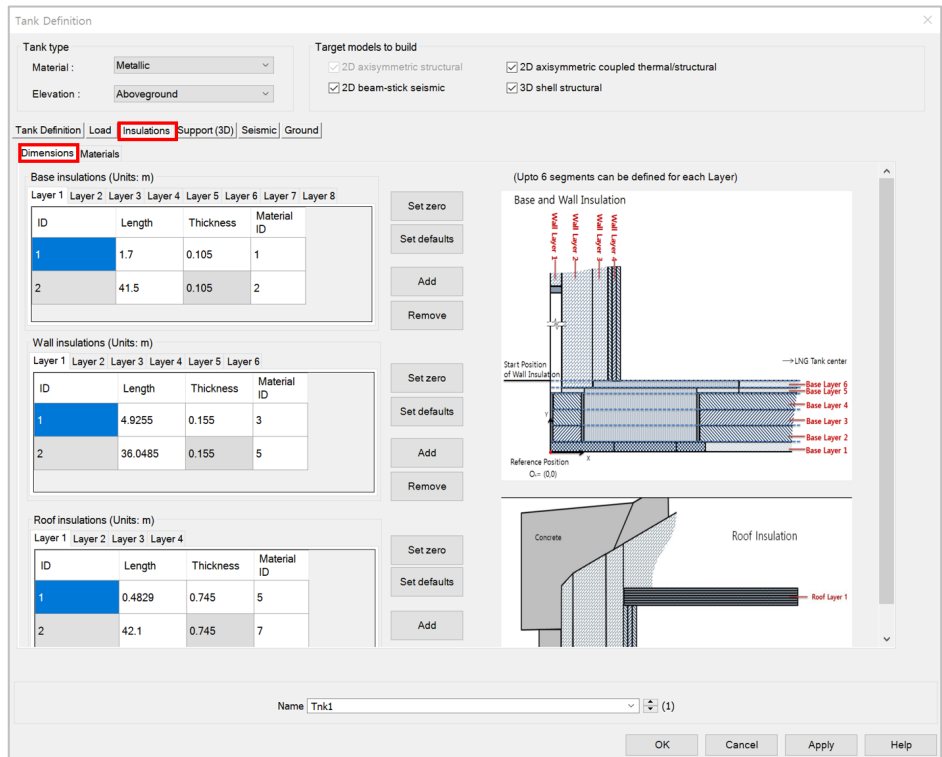 Tank Definition
Tank type
Material :
Metallic
Elevation :
Aboveground
Target models to build
2D axisymmetric structural
2D axisymmetric coupled thermal/structural
2D beam-stick seismic
3D shell structural
Tank Definition Load Insulations Support (3D) Seismic Ground
Dimensions Materials
Base insulations (Units: m)
Layer 1 Layer 2 Layer 3 Layer 4 Layer 5 Layer 6 Layer 7 Layer 8
ID Length Thickness Material ID
1 1.7 0.105 1
2 41.5 0.105 2
Set zero
Set defaults
Add
Remove
Wall insulations (Units: m)
Layer 1 Layer 2 Layer 3 Layer 4 Layer 5 Layer 6
ID Length Thickness Material ID
1 4.9255 0.155 3
2 36.0485 0.155 5
Set zero
Set defaults
Add
Remove
Roof insulations (Units: m)
Layer 1 Layer 2 Layer 3 Layer 4
ID Length Thickness Material ID
1 0.4829 0.745 5
2 42.1 0.745 7
Set zero
Set defaults
Add
(Upto 6 segments can be defined for each Layer)
Base and Wall Insulation
Wall Layer 1
Wall Layer 2
Wall Layer 3
Wall Layer 4
Start Position
of Wall Insulation
→LNG Tank center
Base Layer 6
Base Layer 5
Base Layer 4
Base Layer 3
Base Layer 2
Base Layer 1
Y
X
Reference Position
O₍= (0,0)
Concrete
Roof Insulation
Roof Layer 1
Name Tnk1 (1)
OK Cancel Apply Help